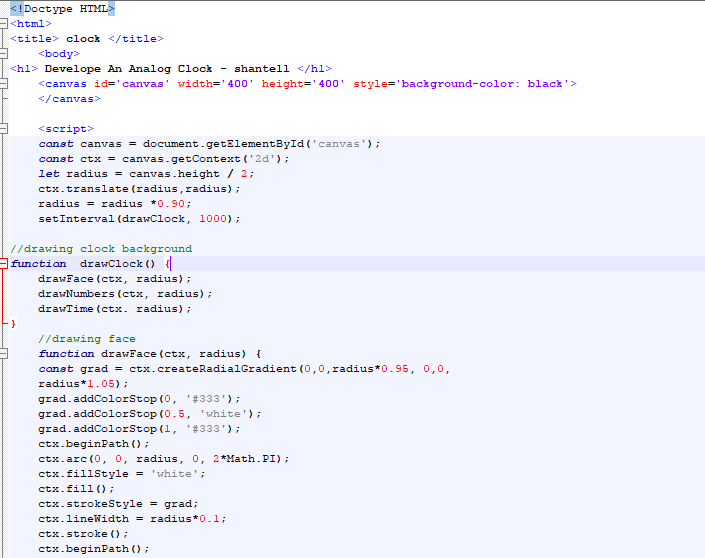 <!Doctype HTML>
<html>
<title> clock </title>
<body>
<h1> Develope An Analog Clock - shantell </h1>
<canvas id='canvas' width='400' height='400' style='background-color: black'>
</canvas>
<script>
const canvas = document.getElementById('canvas');
const ctx = canvas.getContext('2d');
let radius = canvas.height / 2;
ctx.translate(radius,radius);
radius = radius *0.90;
setInterval(drawClock, 1000);
//drawing clock background
function  drawClock() {
drawFace(ctx, radius);
drawNumbers(ctx, radius);
drawTime(ctx. radius);
}
//drawing face
function drawFace(ctx, radius) {
const grad = ctx.createRadialGradient(0,0,radius*0.95, 0,0,
radius*1.05);
grad.addColorStop(0, '#333');
grad.addColorStop(0.5, 'white');
grad.addColorStop(1, '#333');
ctx.beginPath();
ctx.arc(0, 0, radius, 0, 2*Math.PI);
ctx.fillStyle = 'white';
ctx.fill();
ctx.strokeStyle = grad;
ctx.lineWidth = radius*0.1;
ctx.stroke();
ctx.beginPath();